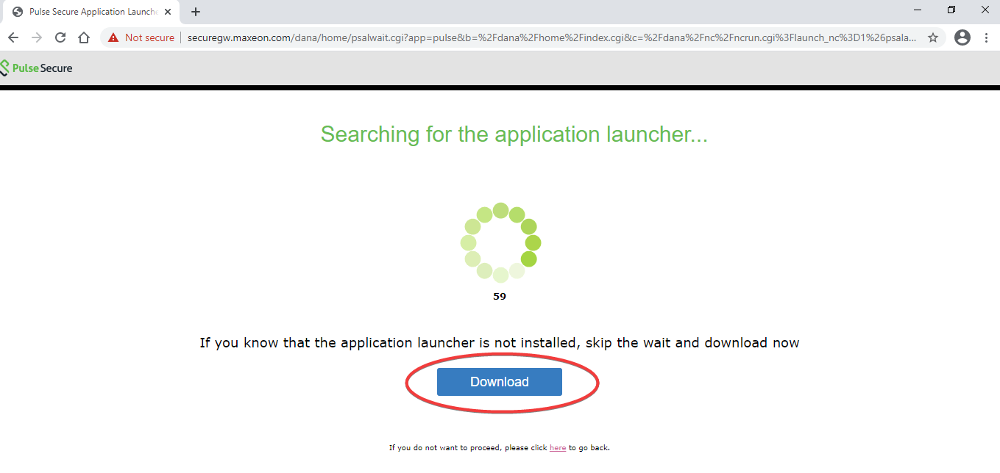 Pulse Secure Application Launche
Not secure
securegw.maxeon.com/dana/home/psalwait.cgi?app=pulse&b=%2Fdana%2Fhome%2Findex.cgi&c=%2Fdana%2Fnc%2Fncrun.cgi%3Flaunch_nc%3D1%26psala...
Pulse Secure
Searching for the application launcher...
59
If you know that the application launcher is not installed, skip the wait and download now
Download
If you do not want to proceed, please click here to go back.